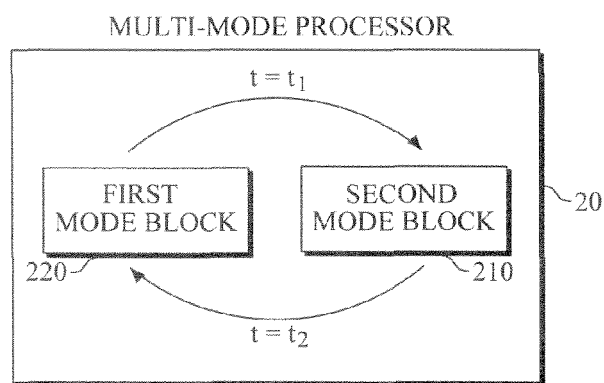 MULTI-MODE PROCESSOR
t = t1
FIRST
MODE BLOCK
SECOND
MODE BLOCK
20
220
210
t = t2